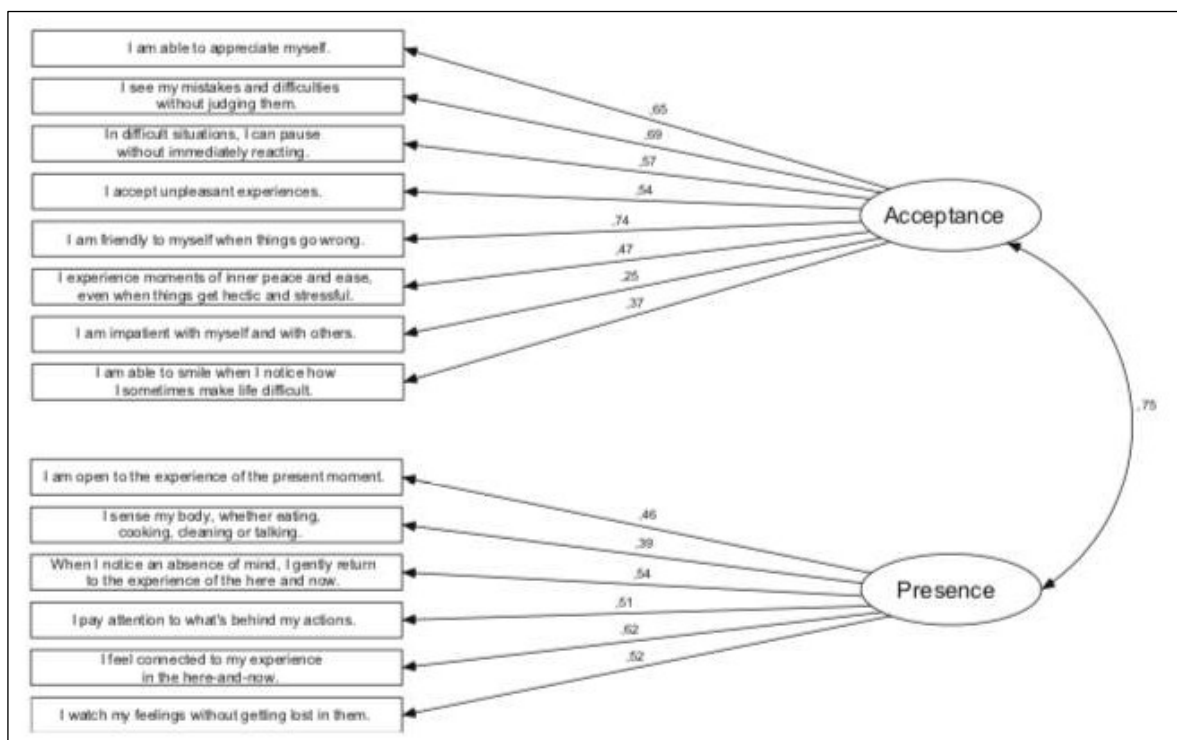 I am able to appreciate myself.
I see my mistakes and difficulties
without judging them.
In difficult situations, I can pause
without immediately reacting.
I accept unpleasant experiences.
I am friendly to myself when things go wrong.
I experience moments of inner peace and ease,
even when things get hectic and stressful.
I am impatient with myself and with others.
I am able to smile when I notice how
I sometimes make life difficult.
,65
,69
,57
,54
,74
,47
,25
,37
Acceptance
,75
I am open to the experience of the present moment.
I sense my body, whether eating,
cooking, cleaning or talking.
When I notice an absence of mind, I gently return
to the experience of the here and now.
I pay attention to what's behind my actions.
I feel connected to my experience
in the here-and-now.
I watch my feelings without getting lost in them.
,46
,39
,54
,51
,62
,52
Presence